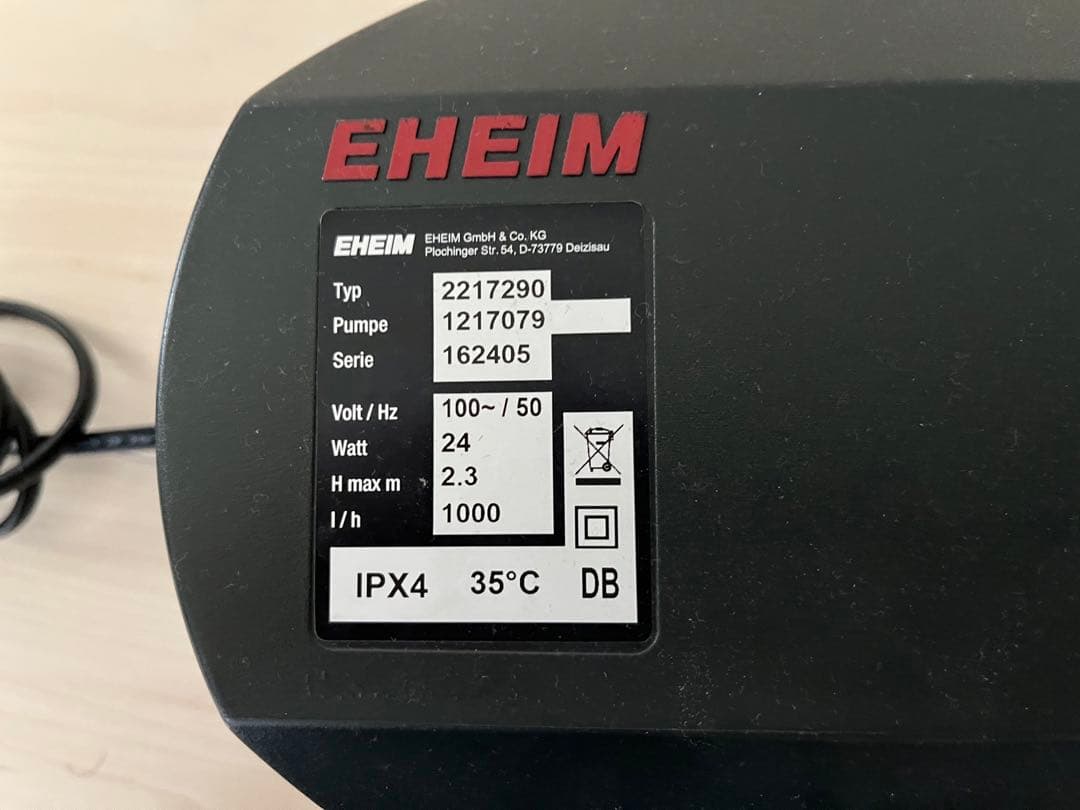 EHEIM
EHEIM EHEIM GmbH & Co. KG
Plochinger Str. 54, D-73779 Deizisau
Typ 2217290
Pumpe 1217079
Serie 162405
Volt / Hz 100~ / 50
Watt 24
H max m 2.3
l / h 1000
IPX4 35°C DB